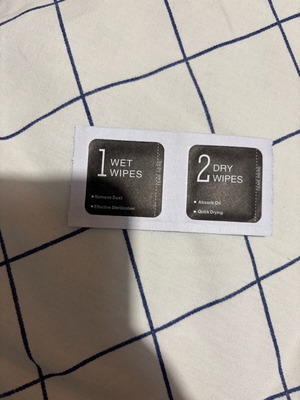 1 WET
WIPES
Remove Dust
Effective Sterilization
2 DRY
WIPES
Absorb Oil
Quick Drying